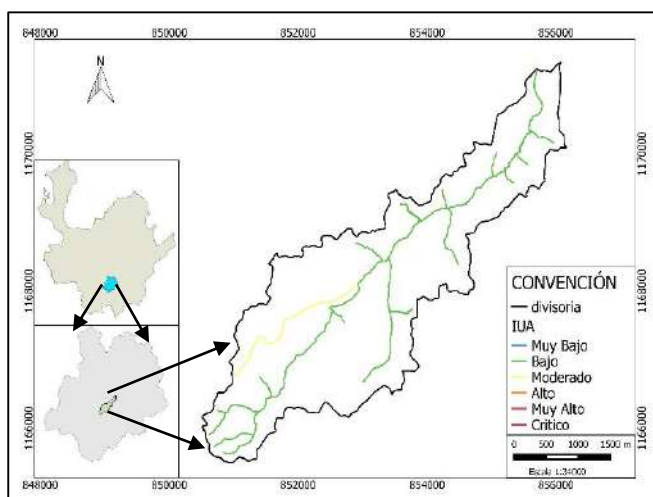 848000 850000 852000 854000 856000
N
1170000
1170000
1168000
1168000
1166000
1166000
CONVENCIÓN
divisoria
IUA
Muy Bajo
Bajo
Moderado
Alto
Muy Alto
Critico
0 500 1000 1500 m
Escala 1:34000
848000 850000 852000 854000 856000